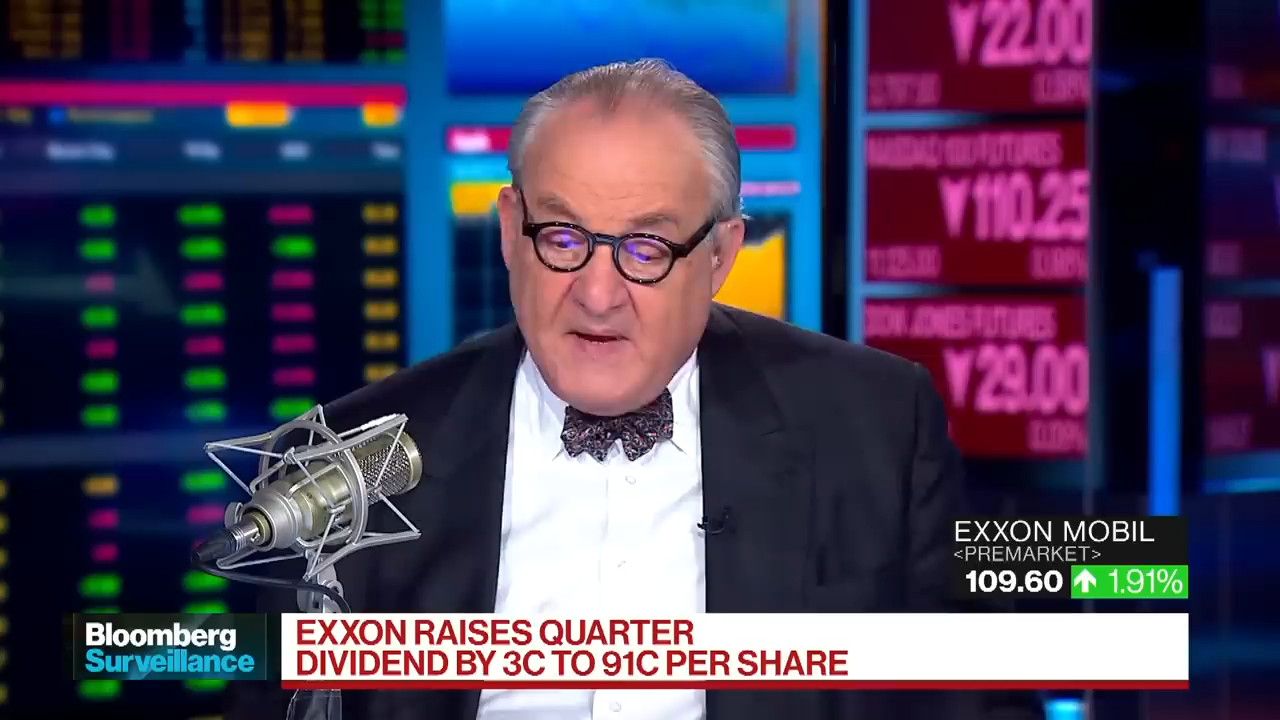 ▼22.00
NASDAQ 100 FUTURES
▼110.25
DOW JONES FUTURES
▼29.00
EXXON MOBIL
<PREMARKET>
109.60 ↑ 1.91%
Bloomberg
Surveillance
EXXON RAISES QUARTER
DIVIDEND BY 3C TO 91C PER SHARE